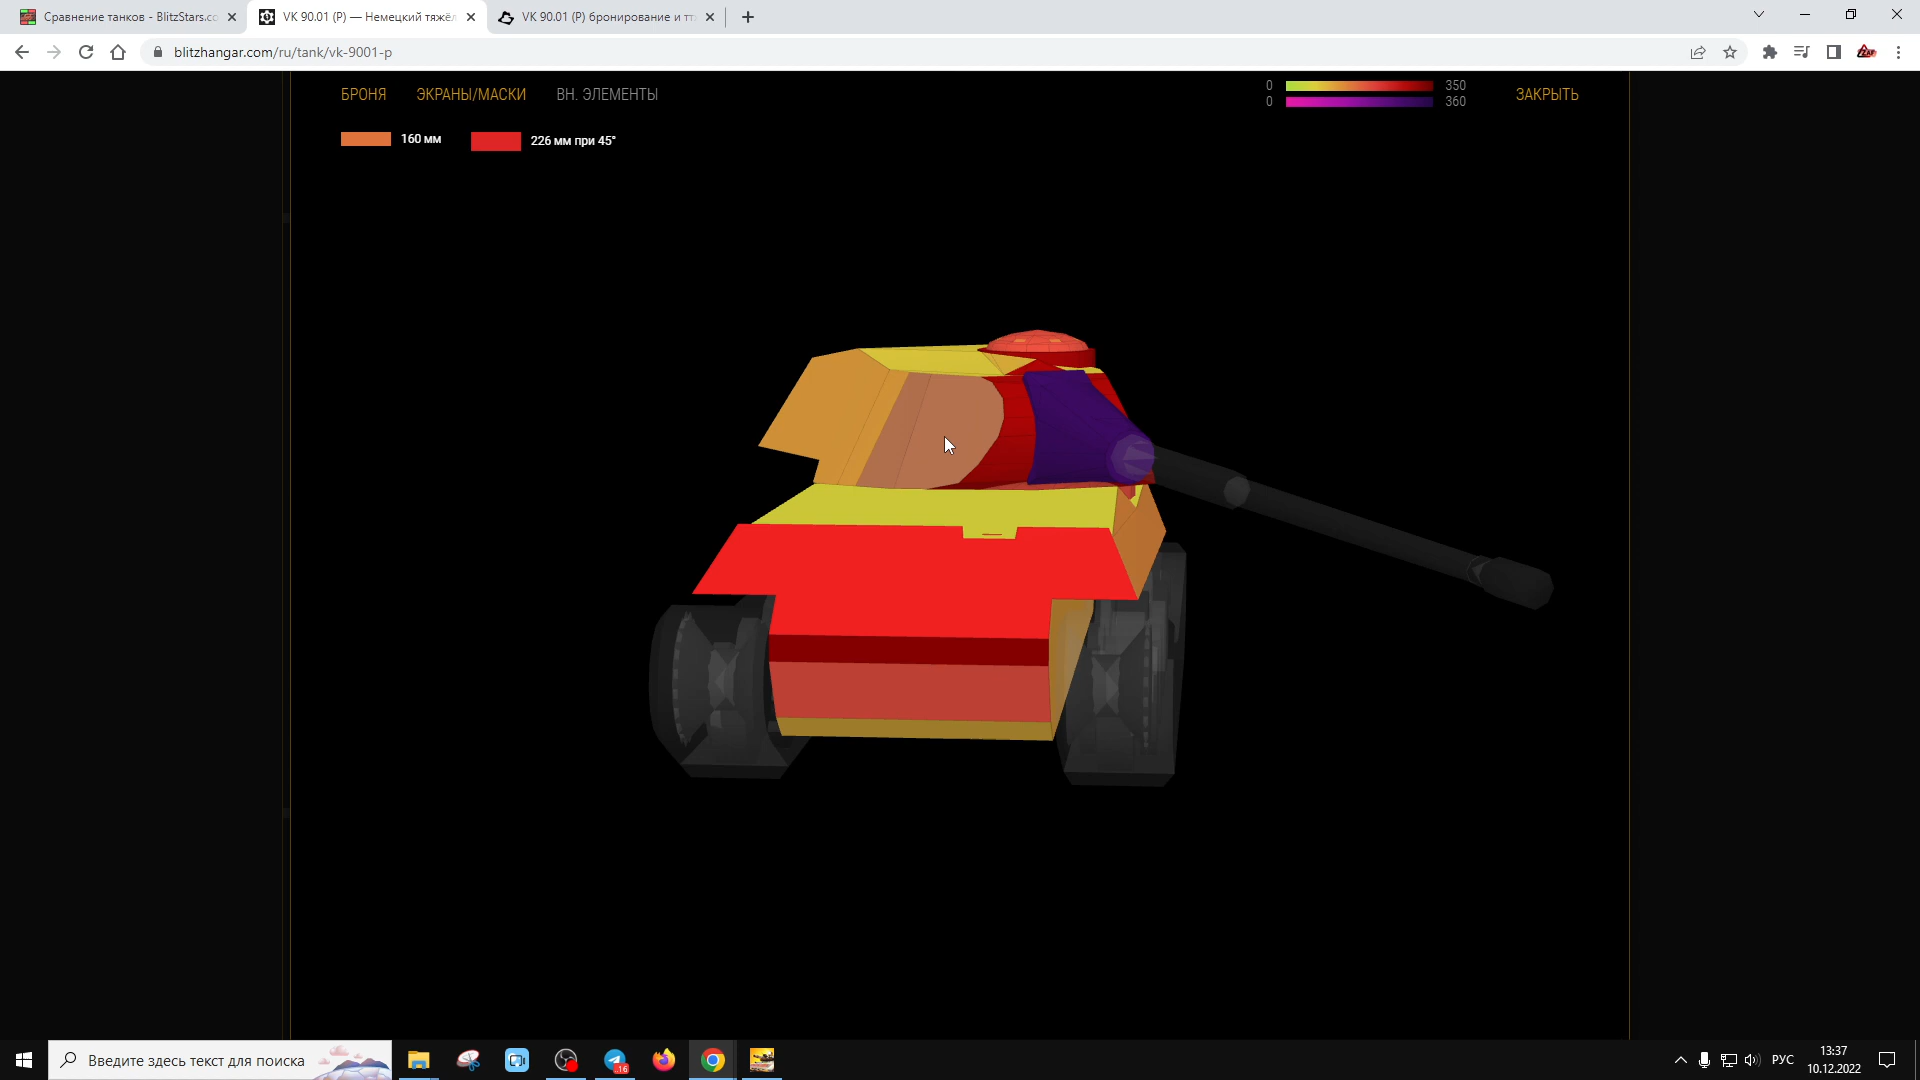 Сравнение танков - BlitzStars.co
VK 90.01 (P) — Немецкий тяжёл
VK 90.01 (P) бронирование и тт
blitzhangar.com/ru/tank/vk-9001-p
БРОНЯ
ЭКРАНЫ/МАСКИ
ВН. ЭЛЕМЕНТЫ
0
350
0
360
ЗАКРЫТЬ
160 мм
226 мм при 45°
Введите здесь текст для поиска
16
РУС
13:37
10.12.2022